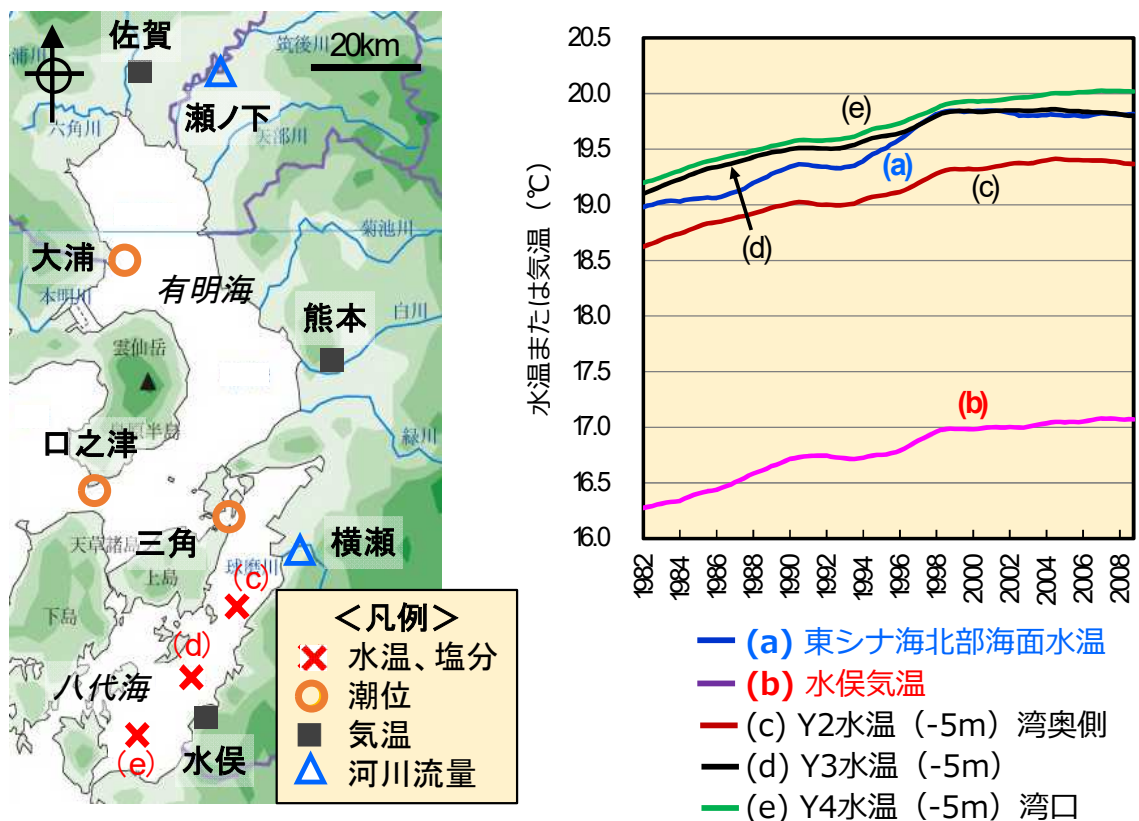 佐賀
20km
筑後川
瀬ノ下
六角川
矢部川
大浦
有明海
菊池川
本明川
白川
熊本
雲仙岳
口之津
島原半島
緑川
天草諸島
三角
横瀬
上島
球磨川
(c)
下島
(d)
八代海
水俣
(e)
<凡例>
水温、塩分
潮位
気温
河川流量
水温または気温（℃）
20.5
20.0
19.5
19.0
18.5
18.0
17.5
17.0
16.5
16.0
(e)
(a)
(c)
(d)
(b)
1982
1984
1986
1988
1990
1992
1994
1996
1998
2000
2002
2004
2006
2008
(a) 東シナ海北部海面水温
(b) 水俣気温
(c) Y2水温（-5m）湾奥側
(d) Y3水温（-5m）
(e) Y4水温（-5m）湾口